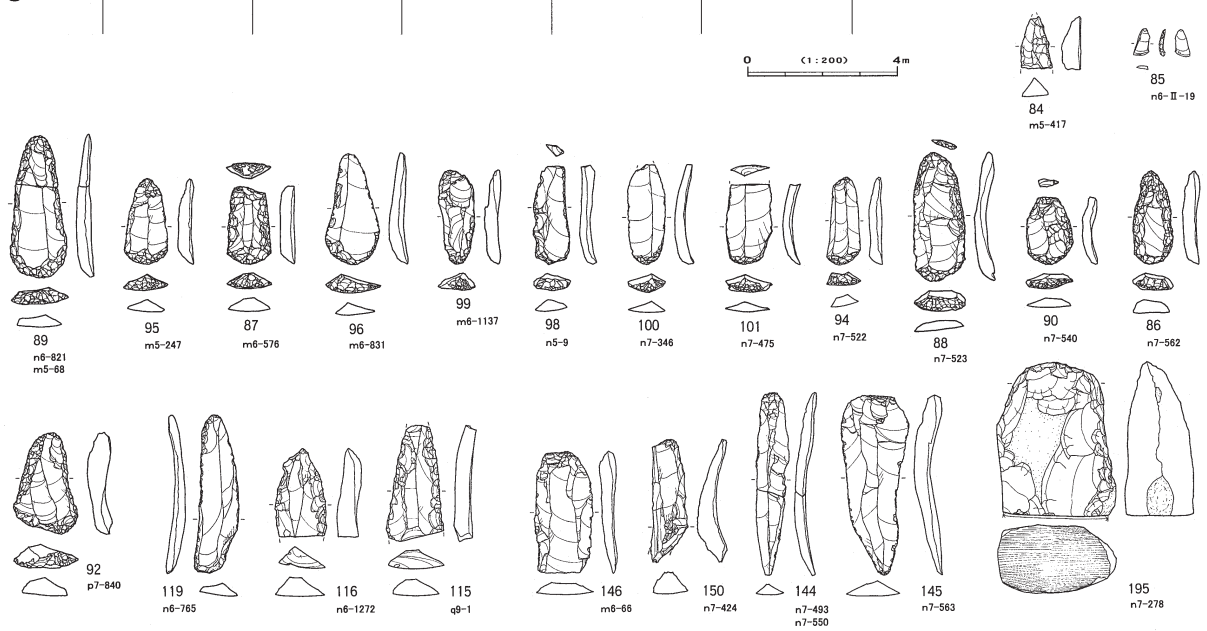 0 (1:200) 4m
84
m5-417
85
n6-Ⅱ-19
89
n6-821
m5-68
95
m5-247
87
m6-576
96
m6-831
99
m6-1137
98
n5-9
100
n7-346
101
n7-475
94
n7-522
88
n7-523
90
n7-540
86
n7-562
92
p7-840
119
n6-765
116
n6-1272
115
q9-1
146
m6-66
150
n7-424
144
n7-493
n7-550
145
n7-563
195
n7-278